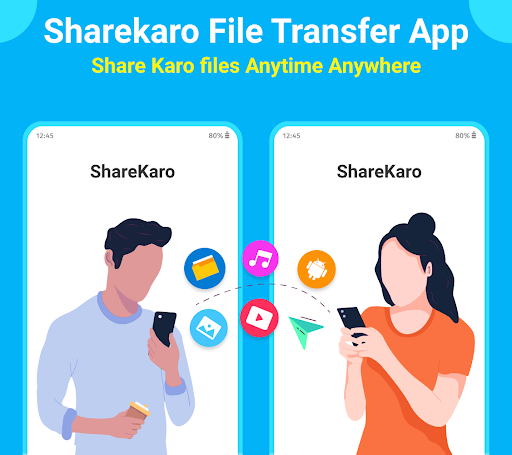 Sharekaro File Transfer App
Share Karo files Anytime Anywhere
12:45 80%
ShareKaro
12:45 80%
ShareKaro